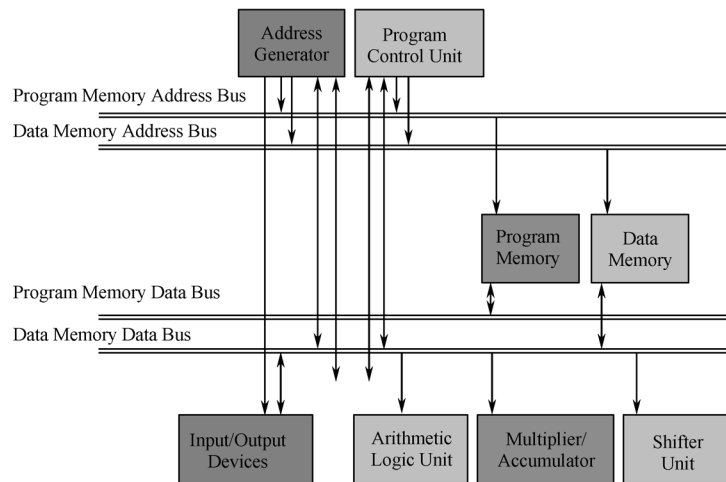 Address
Generator
Program
Control Unit
Program Memory Address Bus
Data Memory Address Bus
Program
Memory
Data
Memory
Program Memory Data Bus
Data Memory Data Bus
Input/Output
Devices
Arithmetic
Logic Unit
Multiplier/
Accumulator
Shifter
Unit